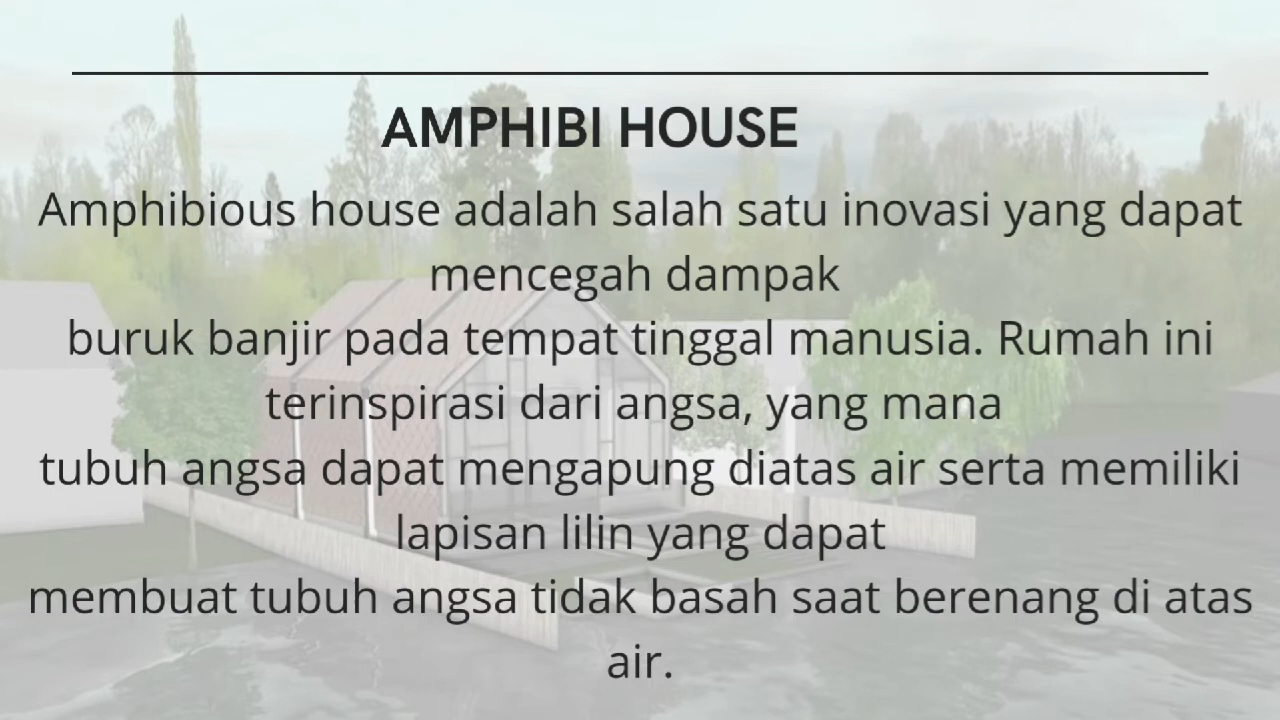 AMPHIBI HOUSE
Amphibious house adalah salah satu inovasi yang dapat
mencegah dampak
buruk banjir pada tempat tinggal manusia. Rumah ini
terinspirasi dari angsa, yang mana
tubuh angsa dapat mengapung diatas air serta memiliki
lapisan lilin yang dapat
membuat tubuh angsa tidak basah saat berenang di atas
air.